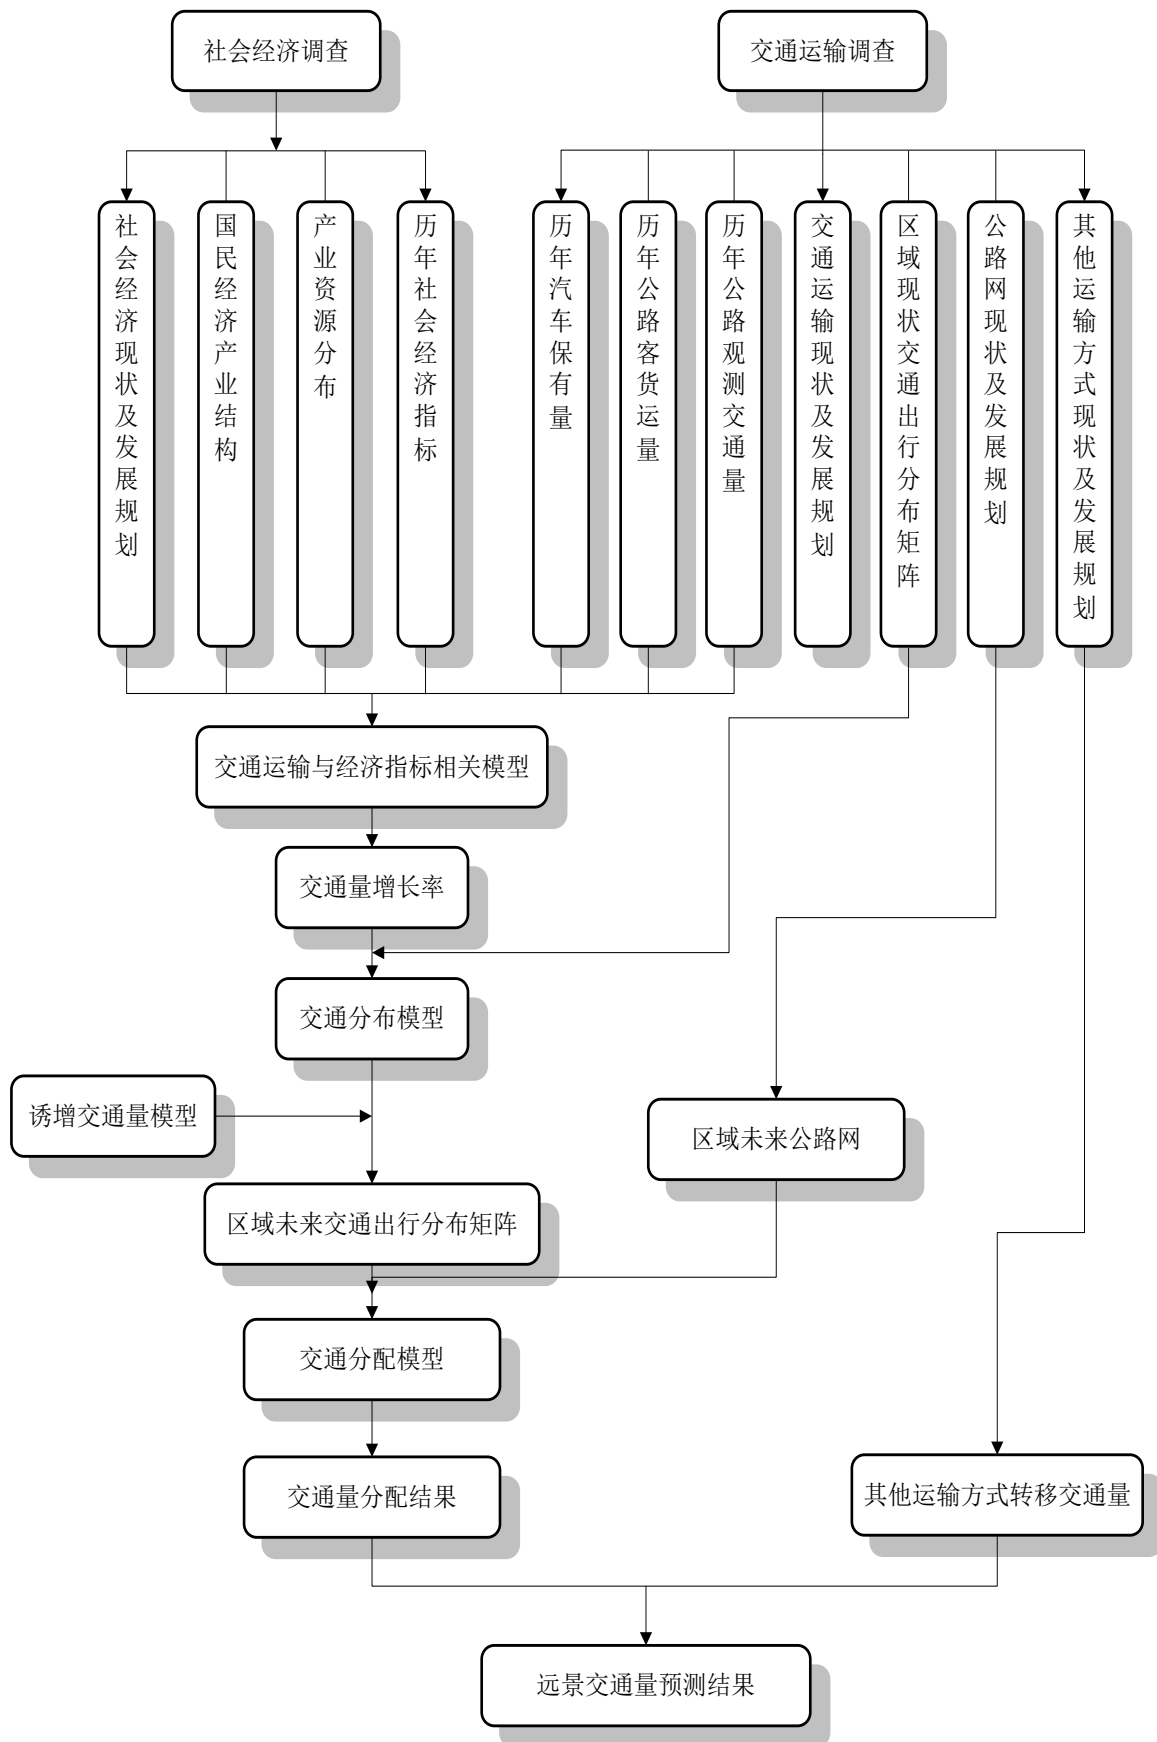 社会经济调查
交通运输调查
社会经济现状及发展规划
国民经济产业结构
产业资源分布
历年社会经济指标
历年汽车保有量
历年公路客货运量
历年公路观测交通量
交通运输现状及发展规划
区域现状交通出行分布矩阵
公路网现状及发展规划
其他运输方式现状及发展规划
交通运输与经济指标相关模型
交通量增长率
交通分布模型
诱增交通量模型
区域未来公路网
区域未来交通出行分布矩阵
交通分配模型
交通量分配结果
其他运输方式转移交通量
远景交通量预测结果